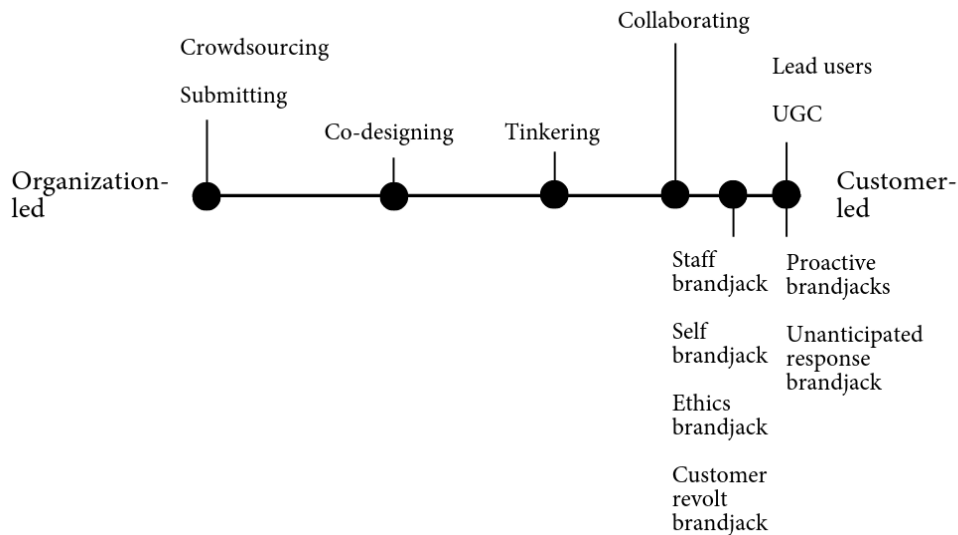 Collaborating
Crowdsourcing
Lead users
Submitting
UGC
Co-designing
Tinkering
Organization-
led
Customer-
led
Staff
brandjack
Self
brandjack
Ethics
brandjack
Customer
revolt
brandjack
Proactive
brandjacks
Unanticipated
response
brandjack